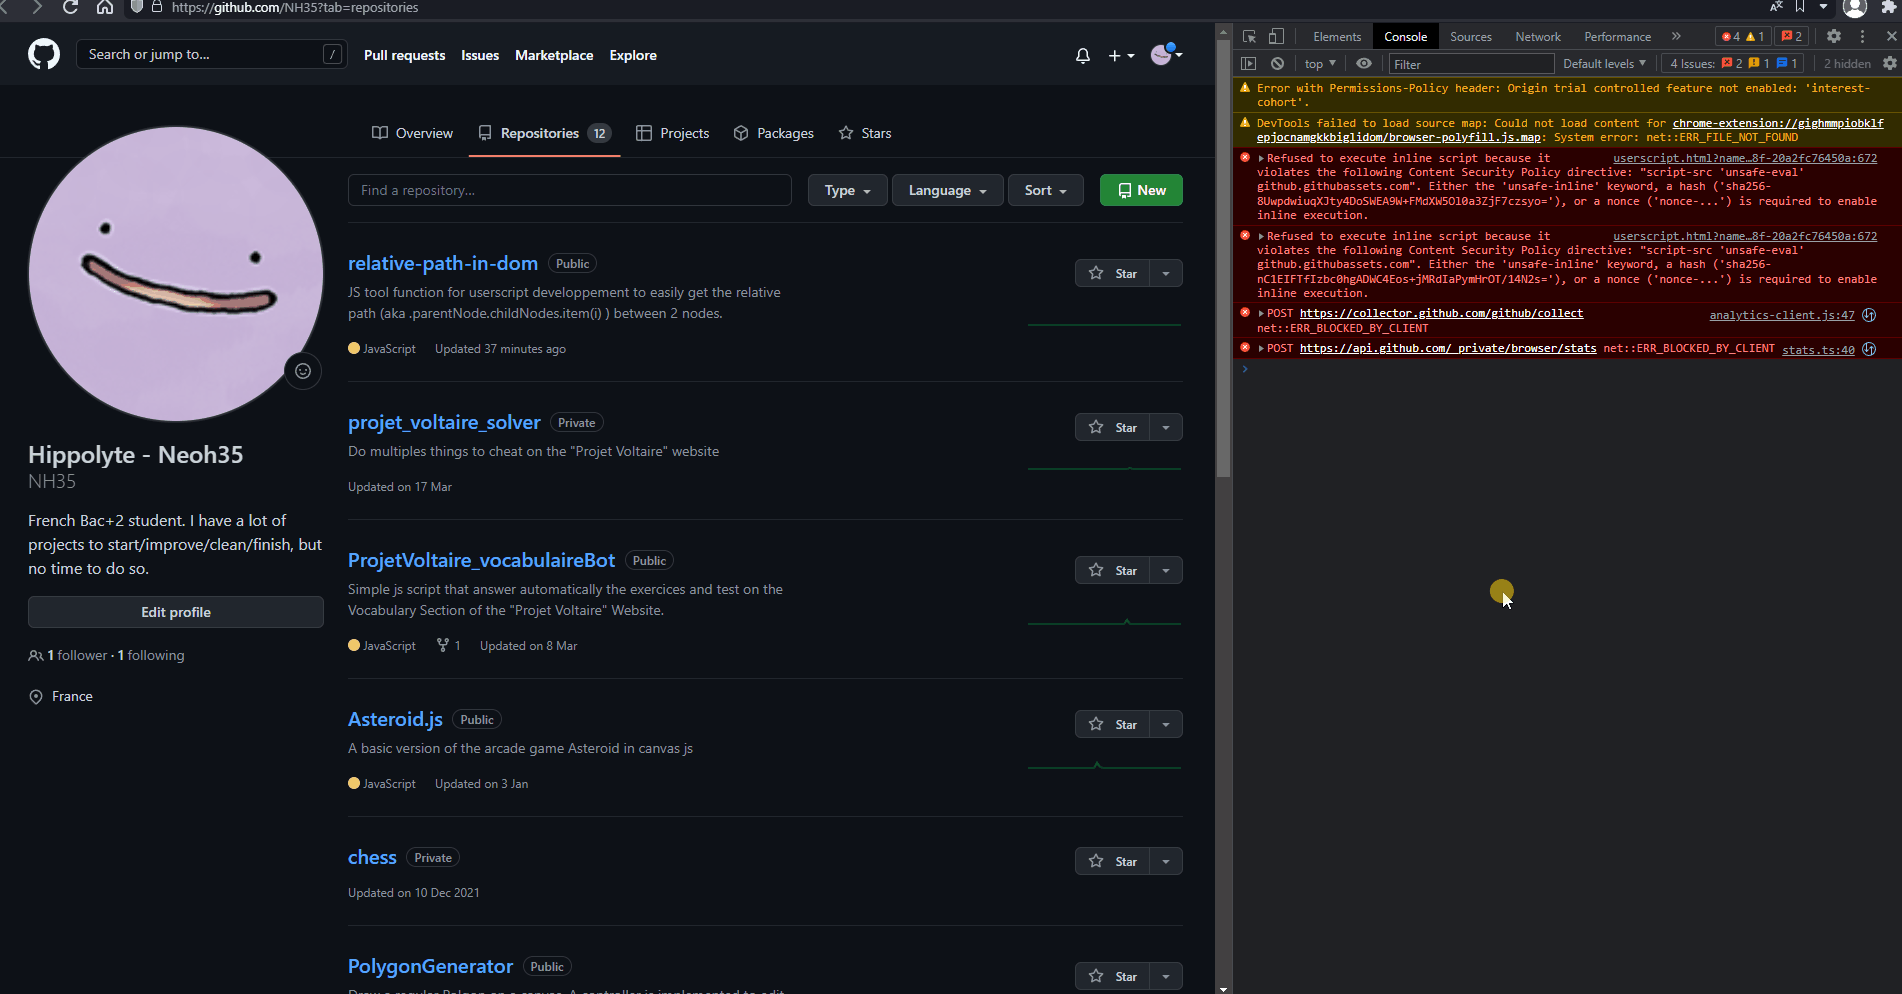 https://github.com/NH35?tab=repositories
Search or jump to...
/
Pull requests Issues Marketplace Explore
Overview Repositories 12 Projects Packages Stars
Find a repository...
Type Language Sort New
relative-path-in-dom Public
Star
JS tool function for userscript developpement to easily get the relative
path (aka .parentNode.childNodes.item(i) ) between 2 nodes.
JavaScript Updated 37 minutes ago
projet_voltaire_solver Private
Star
Do multiples things to cheat on the "Projet Voltaire" website
Updated on 17 Mar
Hippolyte - Neoh35
NH35
French Bac+2 student. I have a lot of
projects to start/improve/clean/finish, but
no time to do so.
Edit profile
1 follower · 1 following
France
ProjetVoltaire_vocabulaireBot Public
Star
Simple js script that answer automatically the exercices and test on the
Vocabulary Section of the "Projet Voltaire" Website.
JavaScript 1 Updated on 8 Mar
Asteroid.js Public
Star
A basic version of the arcade game Asteroid in canvas js
JavaScript Updated on 3 Jan
chess Private
Star
Updated on 10 Dec 2021
PolygonGenerator Public
Star
Elements Console Sources Network Performance » 4 1 2
top Filter Default levels 4 Issues: 2 1 1 2 hidden
Error with Permissions-Policy header: Origin trial controlled feature not enabled: 'interest-
cohort'.
DevTools failed to load source map: Could not load content for chrome-extension://gighmmpiobklf
epjocnamgkkbiglidom/browser-polyfill.js.map: System error: net::ERR_FILE_NOT_FOUND
Refused to execute inline script because it userscript.html?name…8f-20a2fc76450a:672
violates the following Content Security Policy directive: "script-src 'unsafe-eval'
github.githubassets.com". Either the 'unsafe-inline' keyword, a hash ('sha256-
8UwpdwiuqXJty4DoSWEA9W+FMdXW5Ol0a3ZjF7czsyo='), or a nonce ('nonce-...') is required to enable
inline execution.
Refused to execute inline script because it userscript.html?name…8f-20a2fc76450a:672
violates the following Content Security Policy directive: "script-src 'unsafe-eval'
github.githubassets.com". Either the 'unsafe-inline' keyword, a hash ('sha256-
nC1EIFTfIzbc0hgADWC4Eos+jMRdIaPymHrOT/14N2s='), or a nonce ('nonce-...') is required to enable
inline execution.
POST https://collector.github.com/github/collect analytics-client.js:47
net::ERR_BLOCKED_BY_CLIENT
POST https://api.github.com/_private/browser/stats net::ERR_BLOCKED_BY_CLIENT stats.ts:40